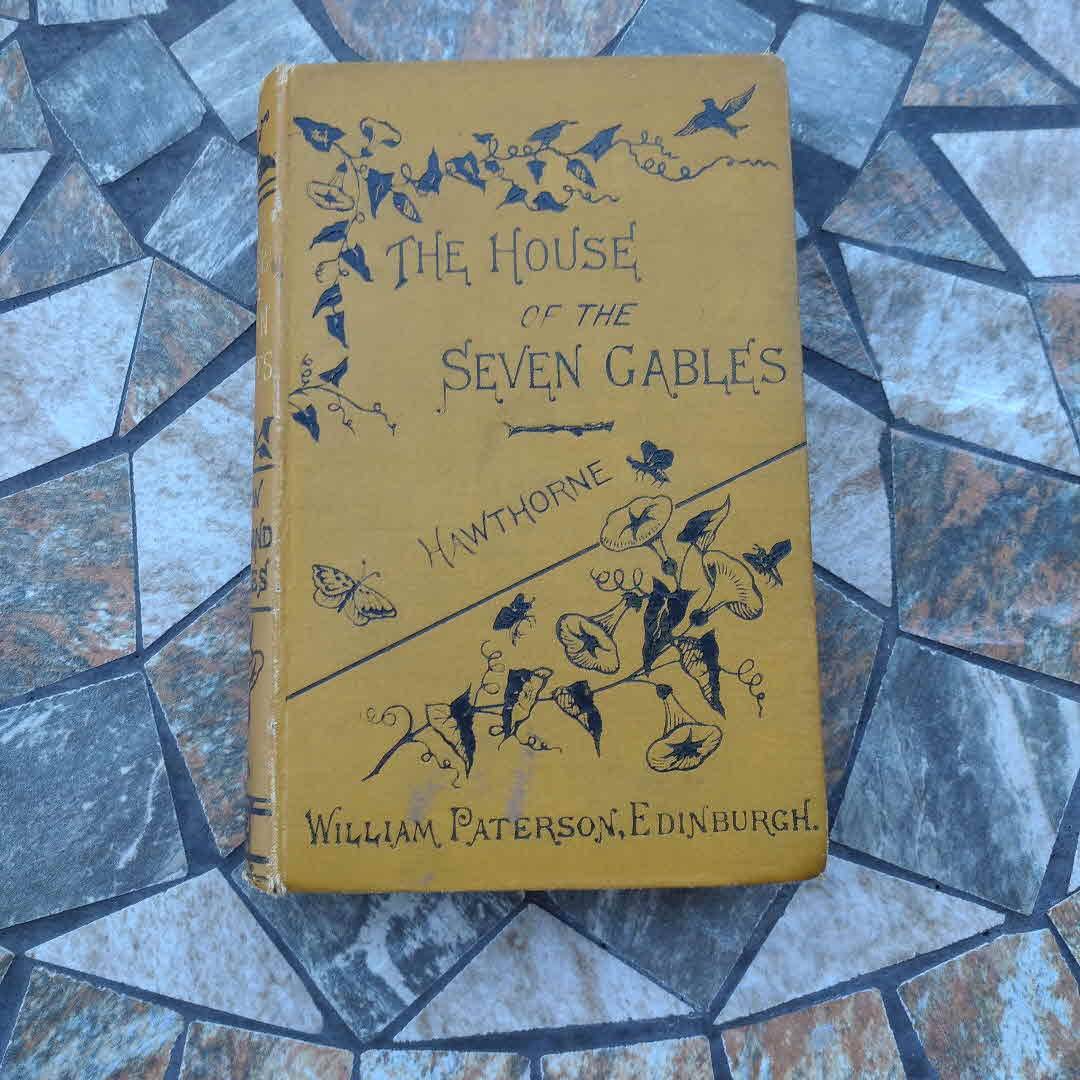 THE HOUSE
OF THE
SEVEN GABLES
HAWTHORNE
WILLIAM PATERSON, EDINBURGH.